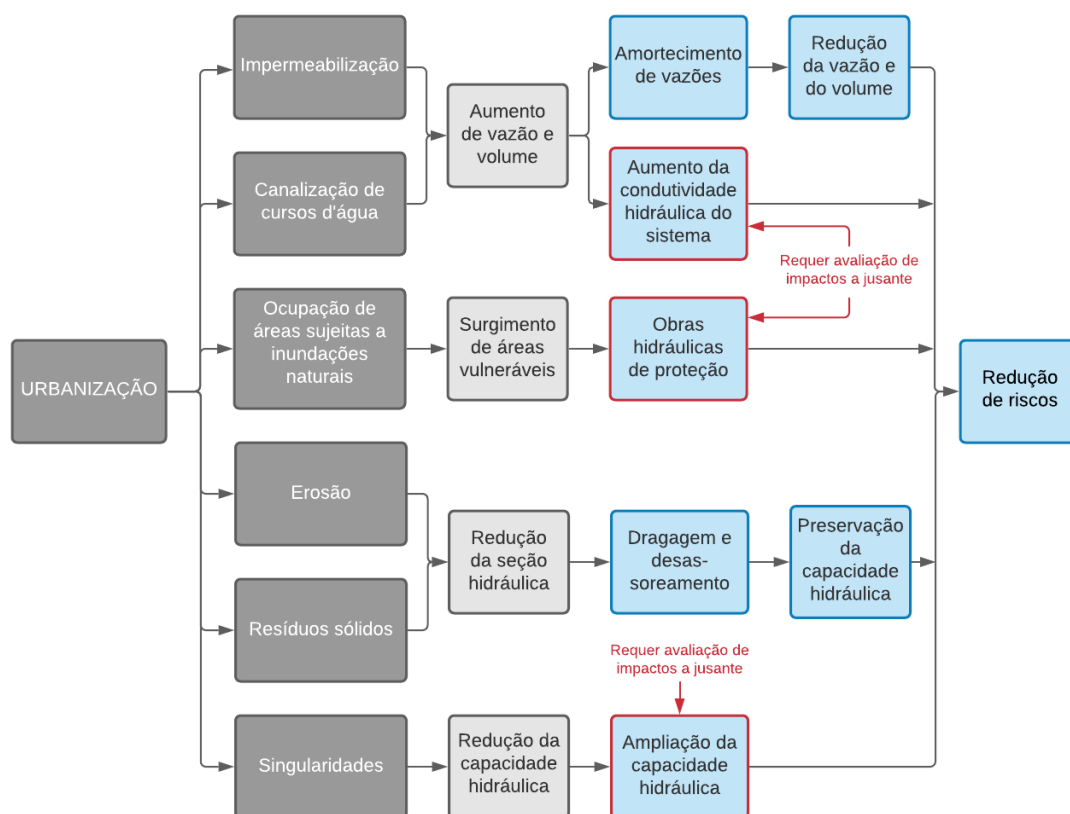 Impermeabilização
Amortecimento
de vazões
Redução
da vazão e
do volume
Aumento
de vazão e
volume
Canalização de
cursos d'água
Aumento da
condutividade
hidráulica do
sistema
Requer avaliação de
impactos a jusante
Ocupação de
áreas sujeitas a
inundações
naturais
Surgimento
de áreas
vulneráveis
Obras
hidráulicas
de proteção
URBANIZAÇÃO
Redução
de riscos
Erosão
Redução
da seção
hidráulica
Dragagem e
desas-
soreamento
Preservação
da
capacidade
hidráulica
Resíduos sólidos
Requer avaliação de
impactos a jusante
Singularidades
Redução da
capacidade
hidráulica
Ampliação da
capacidade
hidráulica